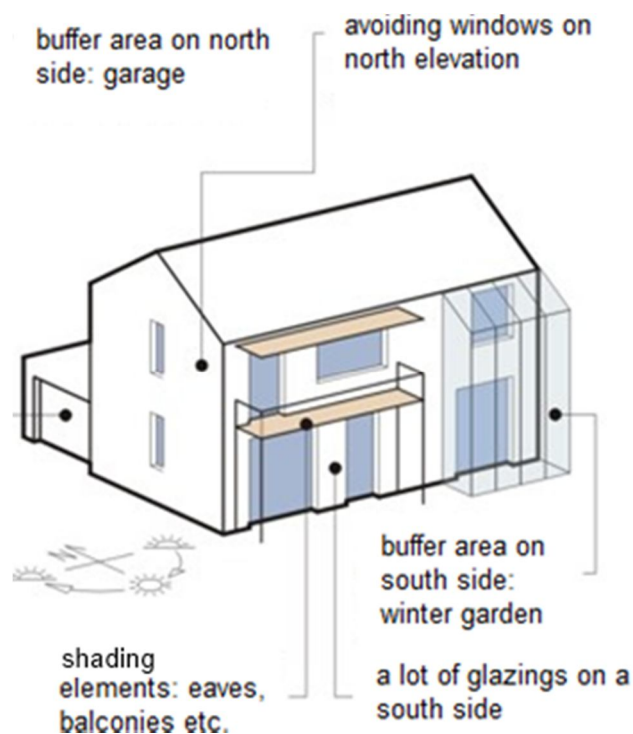 buffer area on north
side: garage
avoiding windows on
north elevation
buffer area on
south side:
winter garden
shading
elements: eaves,
balconies etc.
a lot of glazings on a
south side